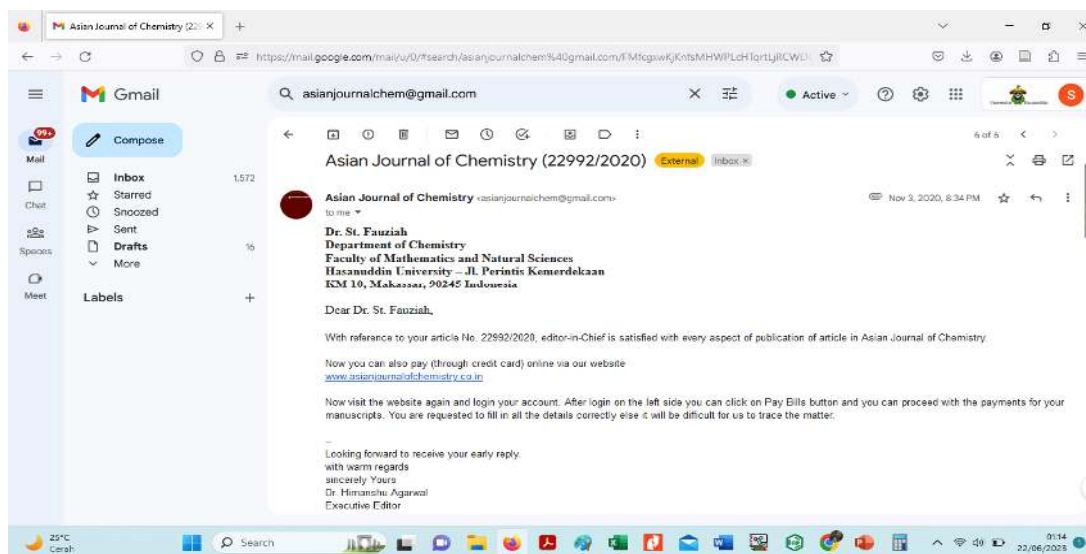 Asian Journal of Chemistry (229
https://mail.google.com/mail/u/0/#search/asianjournalchem%40gmail.com/
Gmail
asianjournalchem@gmail.com
Active
S
99+
Mail
Compose
6 of 6
Asian Journal of Chemistry (22992/2020) External Inbox ×
Inbox 1,572
Starred
Chat
Snoozed
Asian Journal of Chemistry <asianjournalchem@gmail.com> Nov 3, 2020, 8:34 PM
to me
Sent
Spaces
Drafts 16
More
Meet
Labels +
Dr. St. Fauziah
Department of Chemistry
Faculty of Mathematics and Natural Sciences
Hasanuddin University – Jl. Perintis Kemerdekaan
KM 10, Makassar, 90245 Indonesia
Dear Dr. St. Fauziah,
With reference to your article No. 22992/2020, editor-in-Chief is satisfied with every aspect of publication of article in Asian Journal of Chemistry.
Now you can also pay (through credit card) online via our website
www.asianjournalofchemistry.co.in
Now visit the website again and login your account. After login on the left side you can click on Pay Bills button and you can proceed with the payments for your
manuscripts. You are requested to fill in all the details correctly else it will be difficult for us to trace the matter.
--
Looking forward to receive your early reply.
with warm regards
sincerely Yours
Dr. Himanshu Agarwal
Executive Editor
25°C
Cerah
Search
01:14
22/06/2023